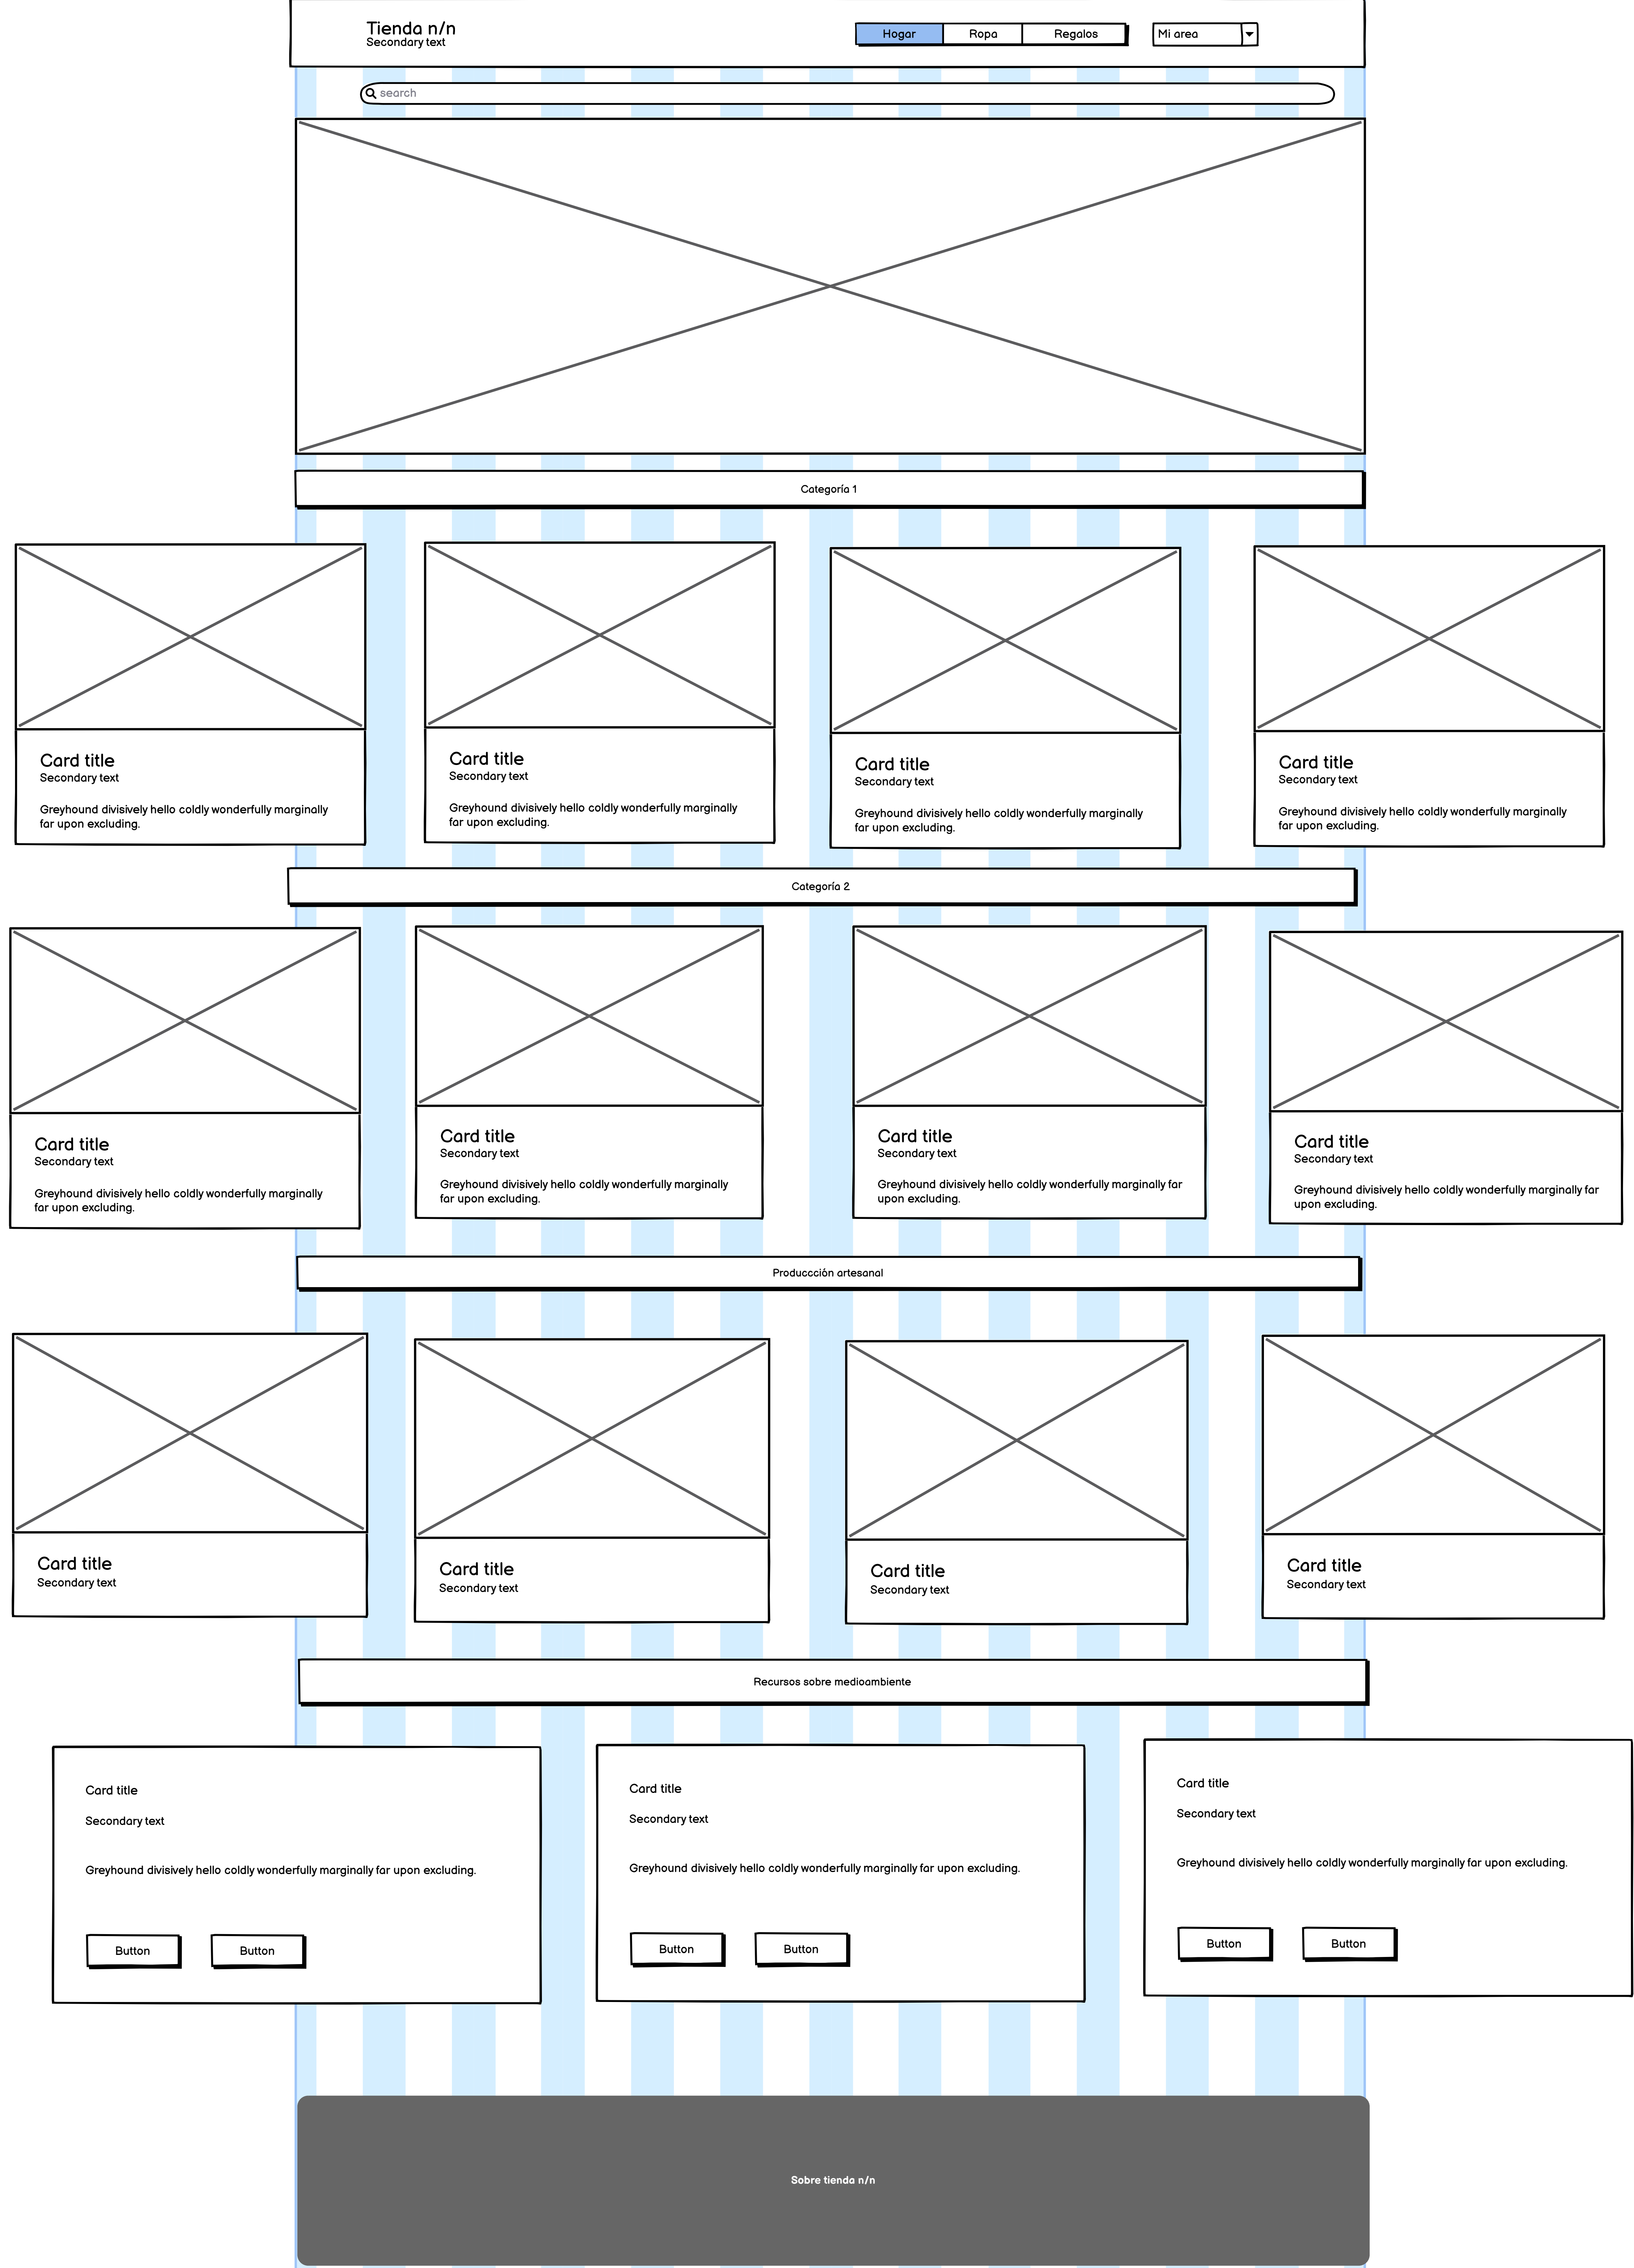 Tienda n/n
Secondary text
Hogar
Ropa
Regalos
Mi area
search
Categoría 1
Card title
Secondary text
Greyhound divisively hello coldly wonderfully marginally
far upon excluding.
Card title
Secondary text
Greyhound divisively hello coldly wonderfully marginally
far upon excluding.
Card title
Secondary text
Greyhound divisively hello coldly wonderfully marginally
far upon excluding.
Card title
Secondary text
Greyhound divisively hello coldly wonderfully marginally
far upon excluding.
Categoría 2
Card title
Secondary text
Greyhound divisively hello coldly wonderfully marginally
far upon excluding.
Card title
Secondary text
Greyhound divisively hello coldly wonderfully marginally
far upon excluding.
Card title
Secondary text
Greyhound divisively hello coldly wonderfully marginally far
upon excluding.
Card title
Secondary text
Greyhound divisively hello coldly wonderfully marginally far
upon excluding.
Produccción artesanal
Card title
Secondary text
Card title
Secondary text
Card title
Secondary text
Card title
Secondary text
Recursos sobre medioambiente
Card title
Secondary text
Greyhound divisively hello coldly wonderfully marginally far upon excluding.
Button
Button
Card title
Secondary text
Greyhound divisively hello coldly wonderfully marginally far upon excluding.
Button
Button
Card title
Secondary text
Greyhound divisively hello coldly wonderfully marginally far upon excluding.
Button
Button
Sobre tienda n/n